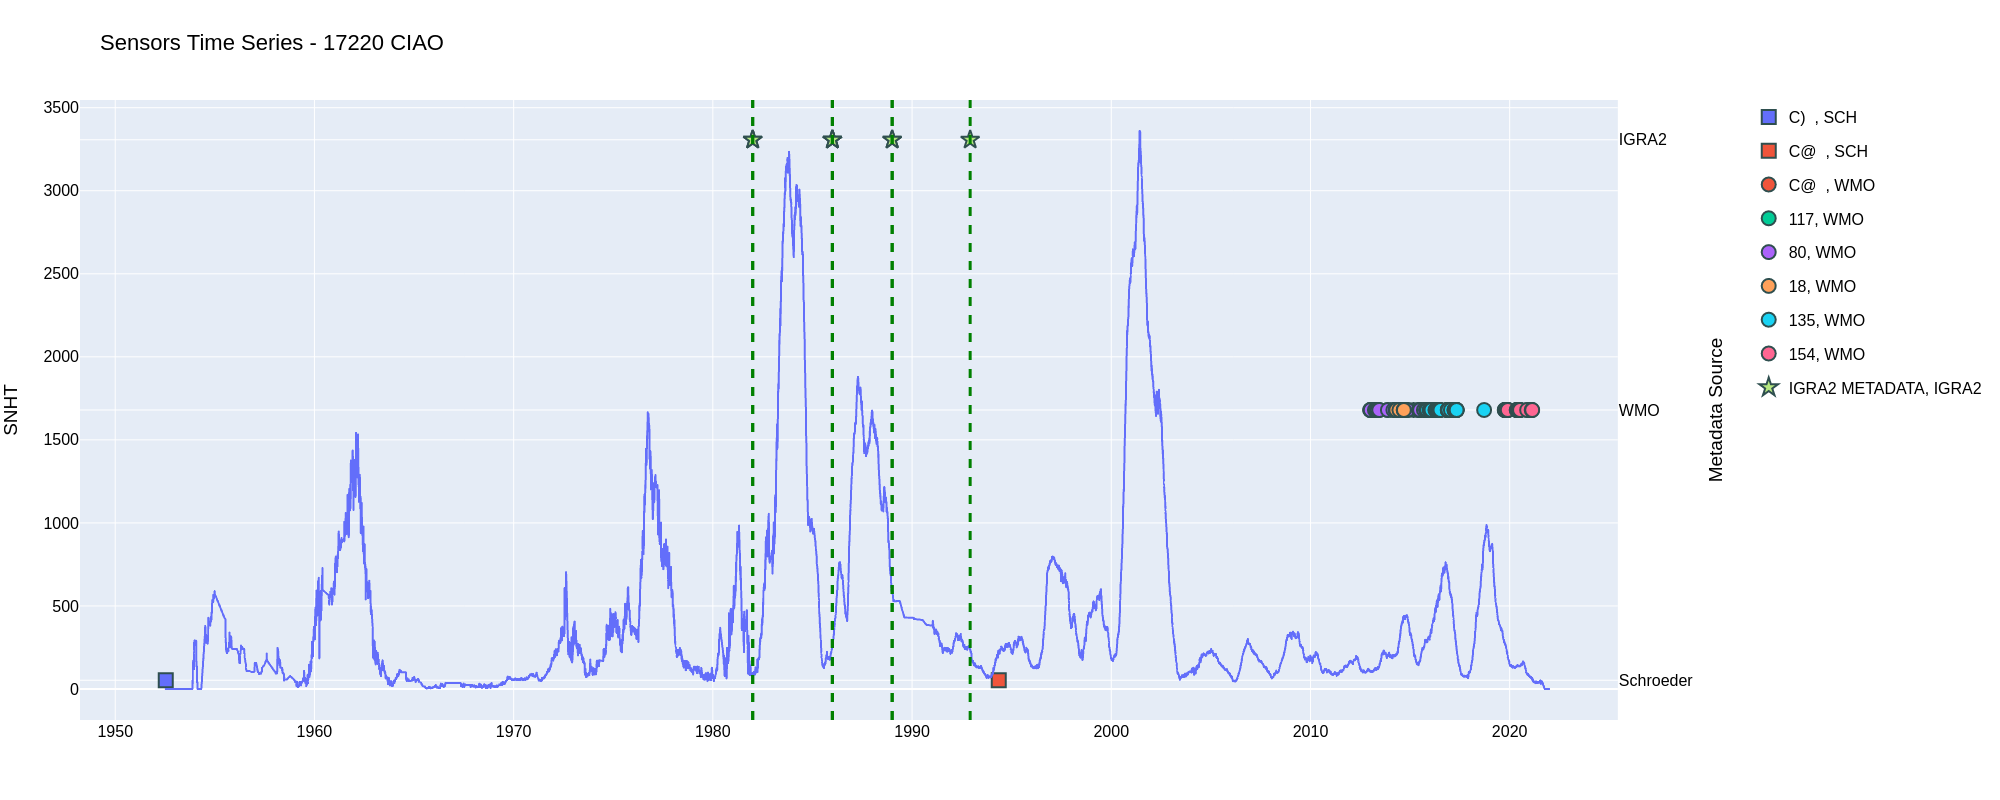 Sensors Time Series - 17220 CIAO
SNHT
3500
3000
2500
2000
1500
1000
500
0
1950
1960
1970
1980
1990
2000
2010
2020
IGRA2
WMO
Schroeder
Metadata Source
C)  , SCH
C@  , SCH
C@  , WMO
117, WMO
80, WMO
18, WMO
135, WMO
154, WMO
IGRA2 METADATA, IGRA2